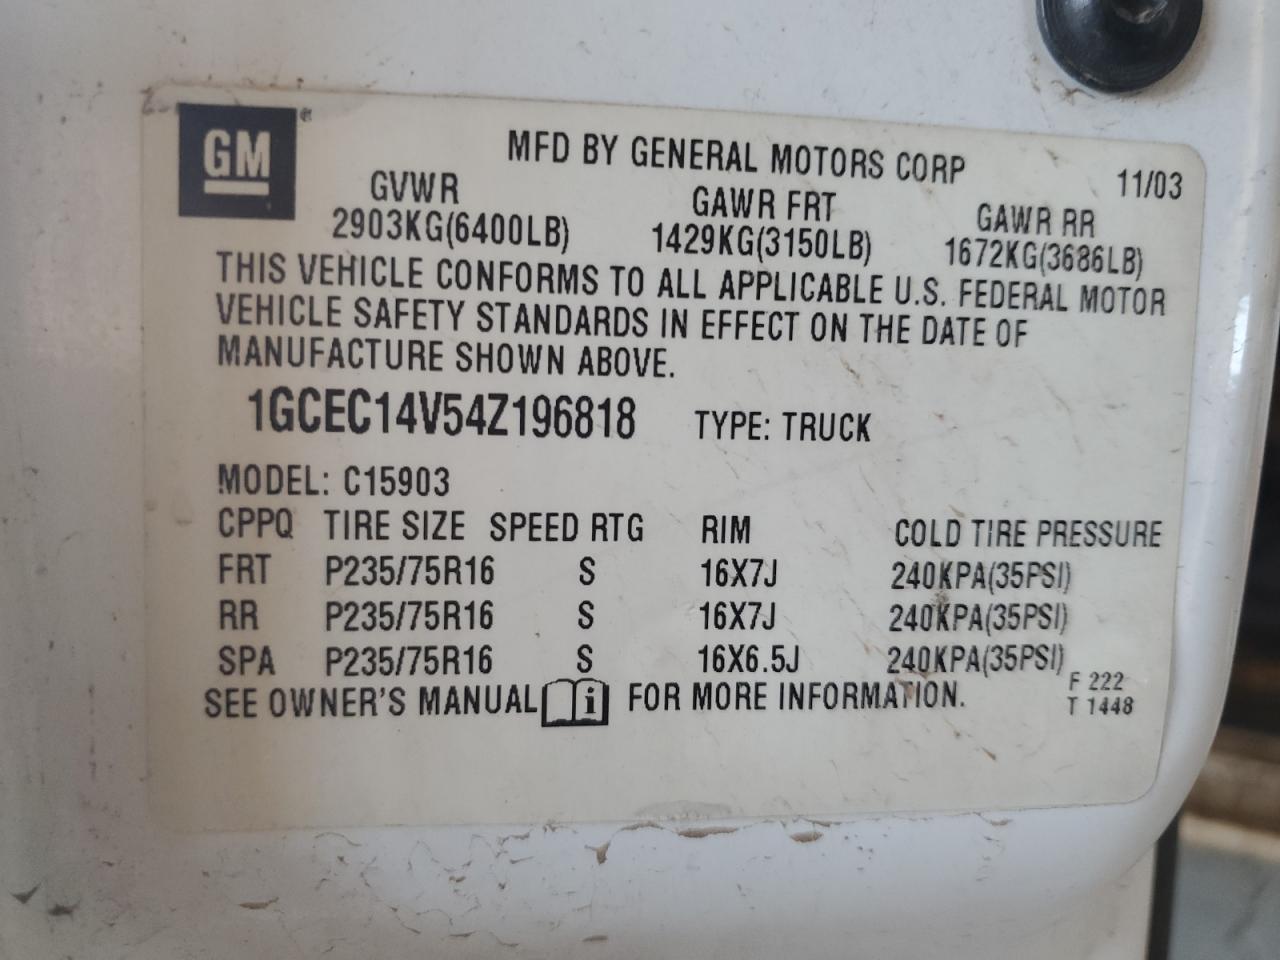 GM
MFD BY GENERAL MOTORS CORP 11/03
GVWR GAWR FRT GAWR RR
2903KG(6400LB) 1429KG(3150LB) 1672KG(3686LB)
THIS VEHICLE CONFORMS TO ALL APPLICABLE U.S. FEDERAL MOTOR
VEHICLE SAFETY STANDARDS IN EFFECT ON THE DATE OF
MANUFACTURE SHOWN ABOVE.
1GCEC14V54Z196818 TYPE: TRUCK
MODEL: C15903
CPPQ TIRE SIZE SPEED RTG RIM COLD TIRE PRESSURE
FRT P235/75R16 S 16X7J 240KPA(35PSI)
RR P235/75R16 S 16X7J 240KPA(35PSI)
SPA P235/75R16 S 16X6.5J 240KPA(35PSI)
SEE OWNER'S MANUAL i FOR MORE INFORMATION.
F 222
T 1448